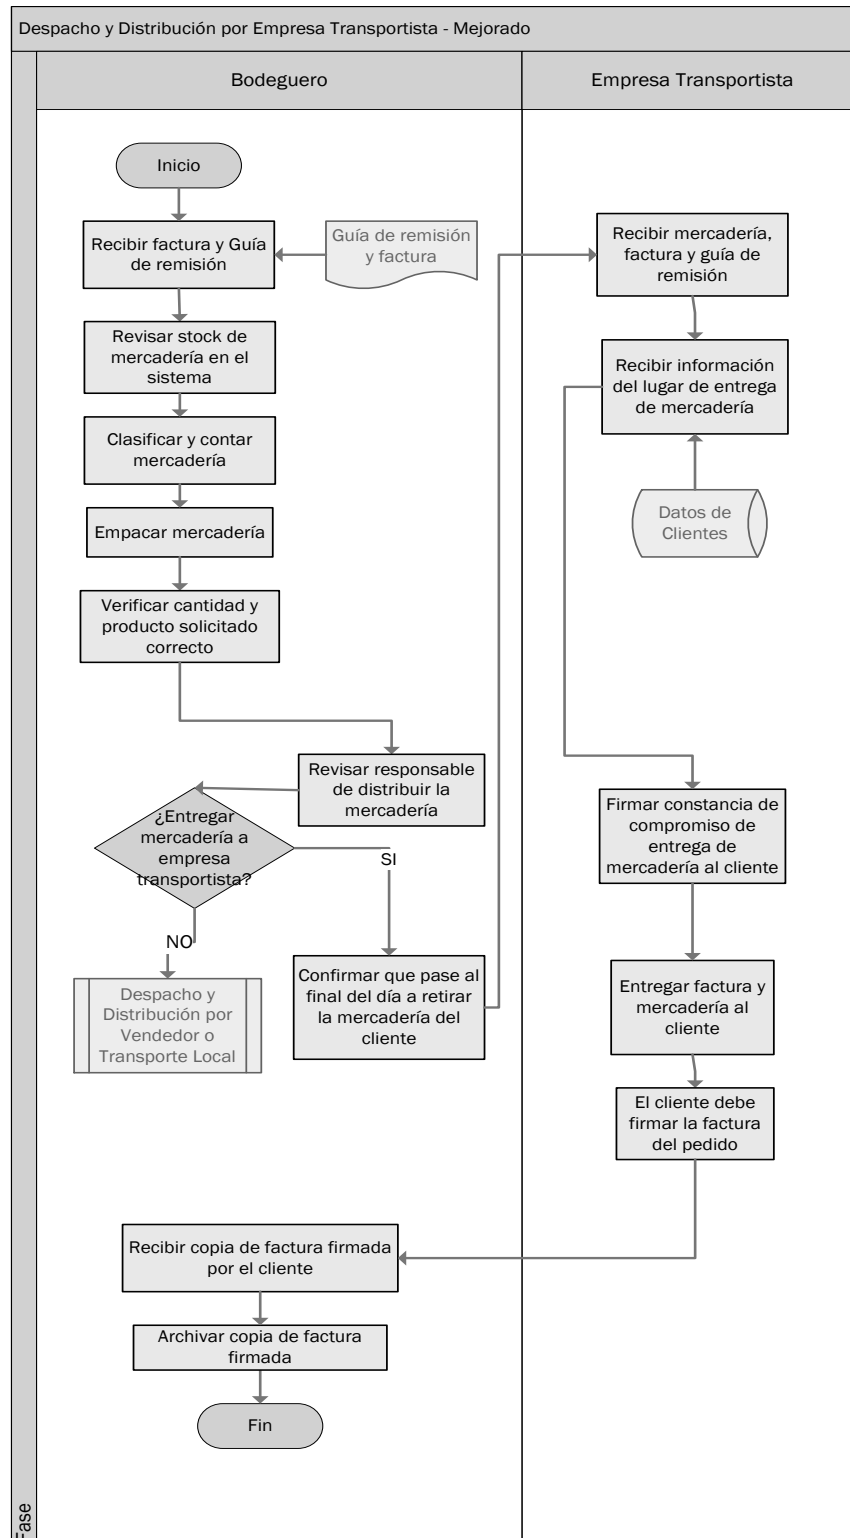 Despacho y Distribución por Empresa Transportista - Mejorado
Bodeguero
Empresa Transportista
Inicio
Recibir factura y Guía
de remisión
Guía de remisión
y factura
Revisar stock de
mercadería en el
sistema
Clasificar y contar
mercadería
Empacar mercadería
Verificar cantidad y
producto solicitado
correcto
Revisar responsable
de distribuir la
mercadería
¿Entregar
mercadería a
empresa
transportista?
SI
NO
Despacho y
Distribución por
Vendedor o
Transporte Local
Confirmar que pase al
final del día a retirar
la mercadería del
cliente
Recibir mercadería,
factura y guía de
remisión
Recibir información
del lugar de entrega
de mercadería
Datos de
Clientes
Firmar constancia de
compromiso de
entrega de
mercadería al cliente
Entregar factura y
mercadería al
cliente
El cliente debe
firmar la factura
del pedido
Recibir copia de factura firmada
por el cliente
Archivar copia de factura
firmada
Fin
Fase